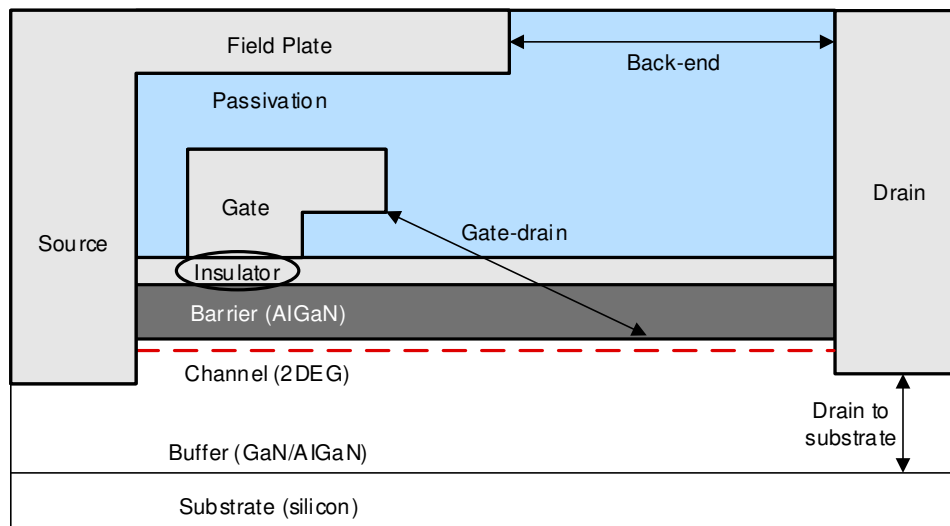 Field Plate
Back-end
Passivation
Gate
Gate-drain
Drain
Source
Insulator
Barrier (AlGaN)
Channel (2DEG)
Drain to
substrate
Buffer (GaN/AlGaN)
Substrate (silicon)